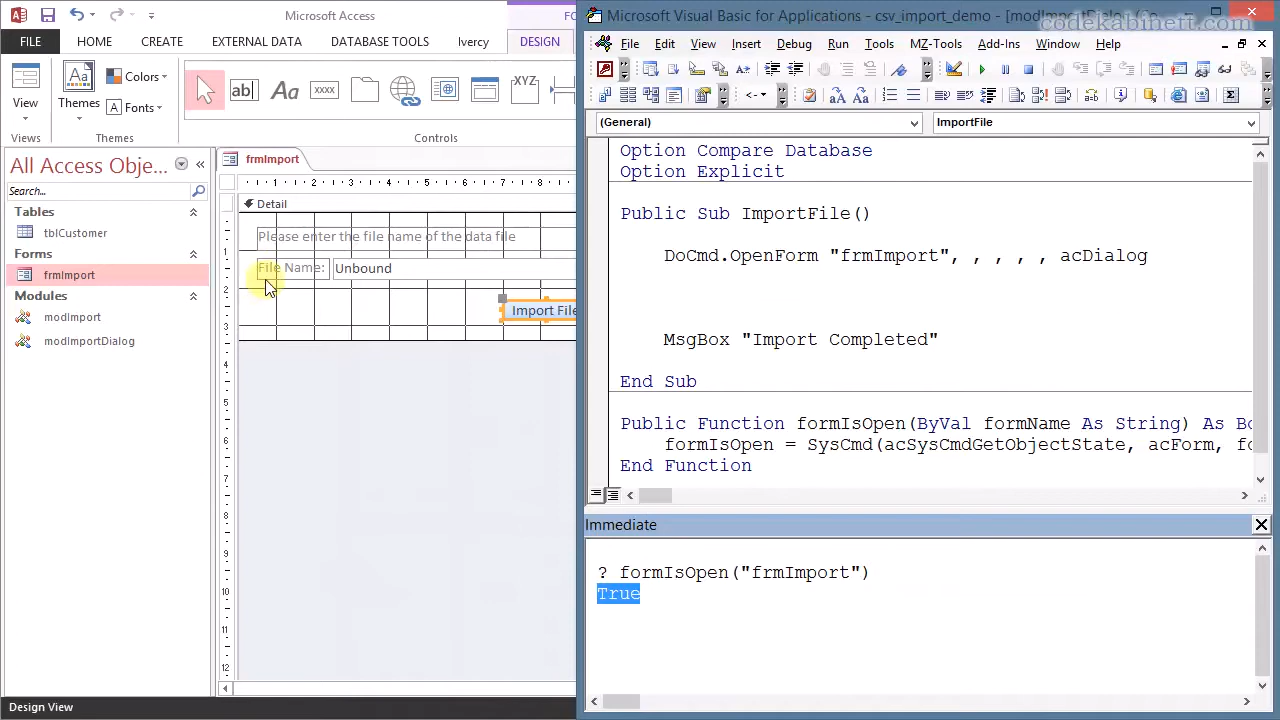 Microsoft Access
FILE
HOME
CREATE
EXTERNAL DATA
DATABASE TOOLS
Ivercy
DESIGN
View
Themes
Colors
Fonts
ab|
Aa
XXXX
XYZ
Views
Themes
Controls
All Access Obje...
Search...
Tables
tblCustomer
Forms
frmImport
Modules
modImport
modImportDialog
frmImport
Detail
Please enter the file name of the data file
File Name:
Unbound
Import File
Design View
Microsoft Visual Basic for Applications - csv_import_demo - [modImportDialo
codekabinett.com
File Edit View Insert Debug Run Tools MZ-Tools Add-Ins Window Help
(General)
ImportFile
Option Compare Database
Option Explicit
Public Sub ImportFile()
DoCmd.OpenForm "frmImport", , , , , acDialog
MsgBox "Import Completed"
End Sub
Public Function formIsOpen(ByVal formName As String) As Bo
formIsOpen = SysCmd(acSysCmdGetObjectState, acForm, fo
End Function
Immediate
? formIsOpen("frmImport")
True